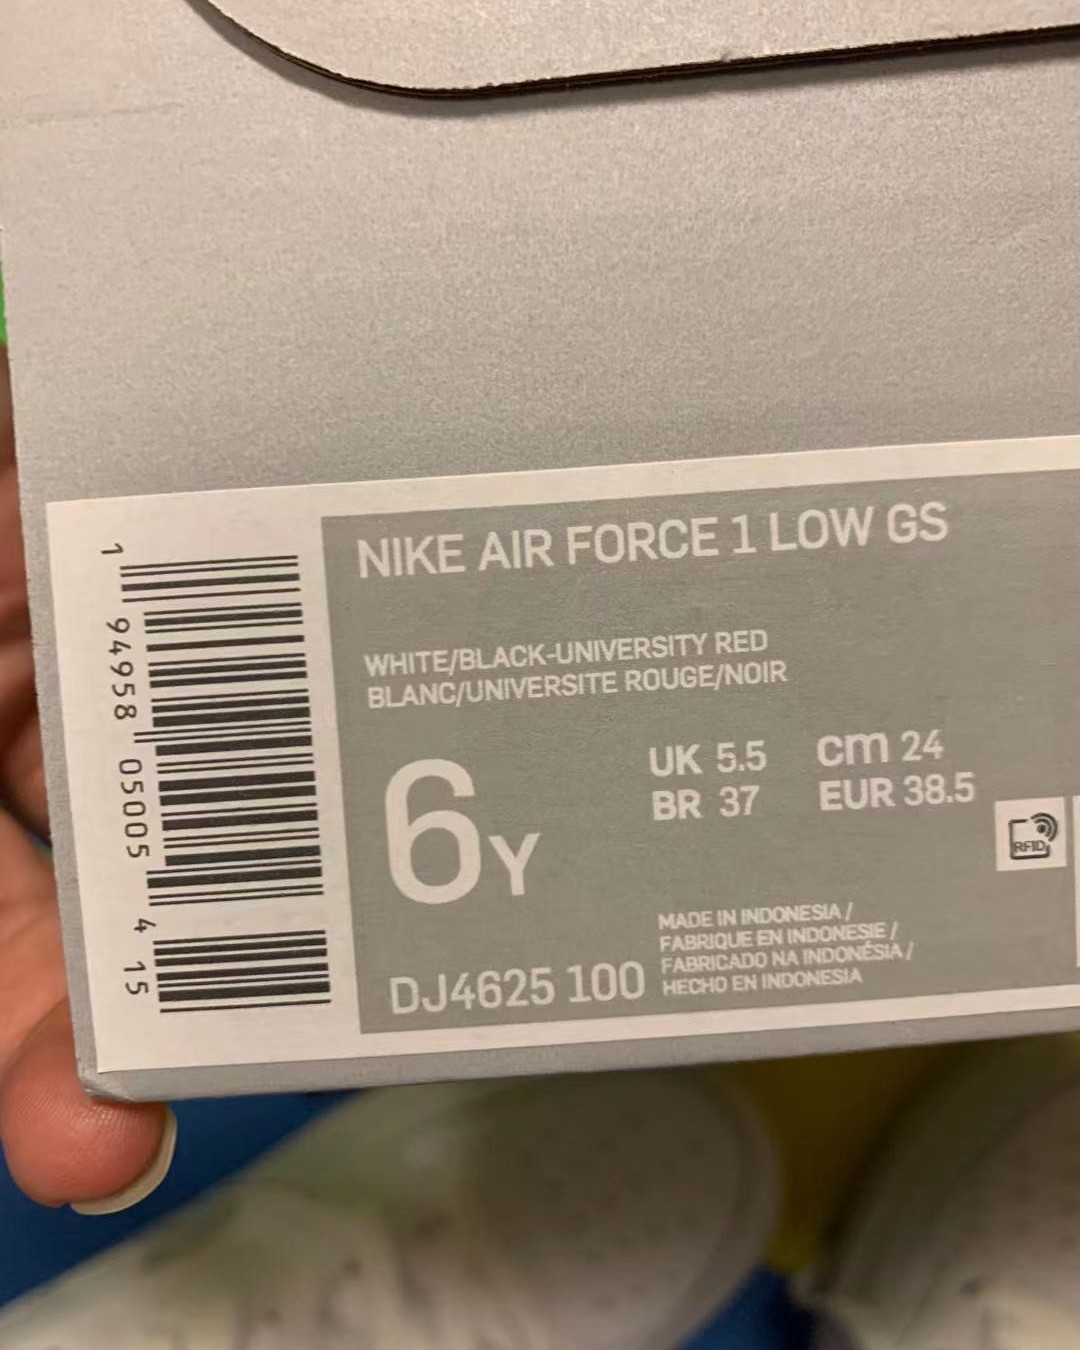 NIKE AIR FORCE 1 LOW GS
WHITE/BLACK-UNIVERSITY RED
BLANC/UNIVERSITE ROUGE/NOIR
6Y
UK 5.5 cm 24
BR 37 EUR 38.5
RFID
MADE IN INDONESIA /
FABRIQUE EN INDONESIE /
FABRICADO NA INDONÉSIA /
HECHO EN INDONESIA
DJ4625 100
1 94958 05005 4 15